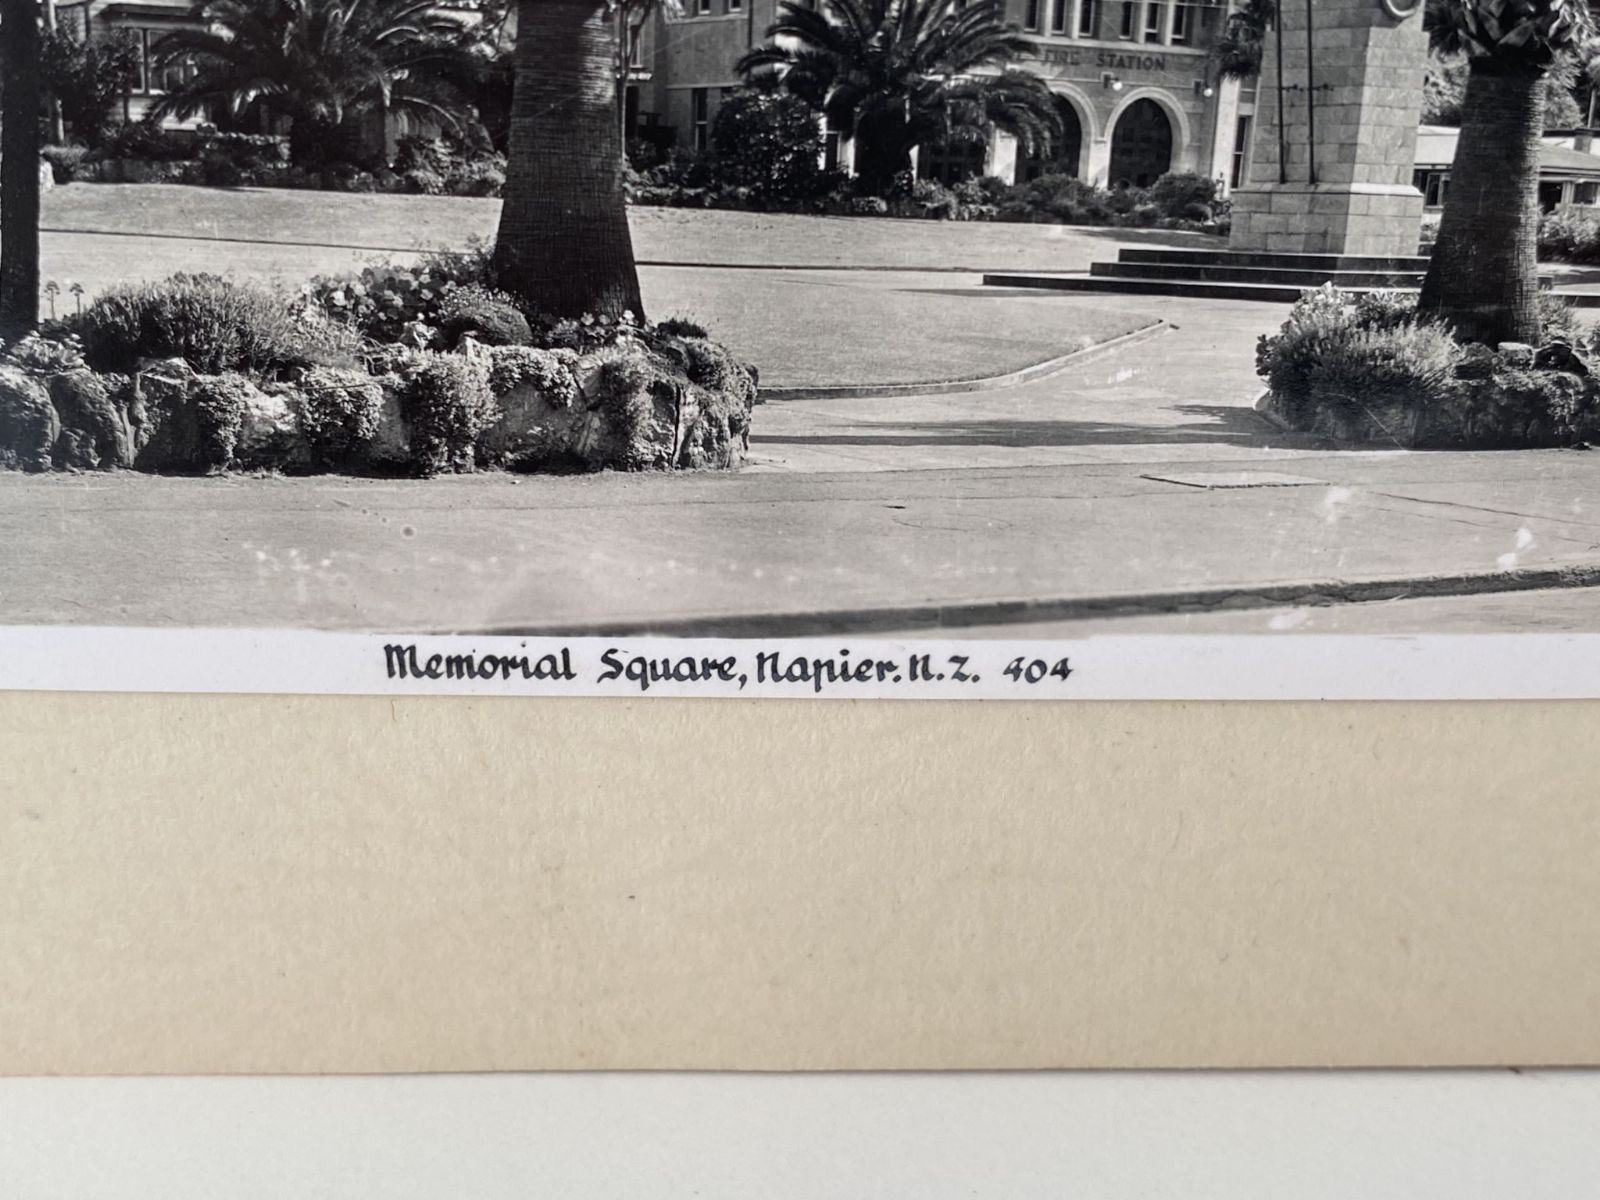 FIRE STATION
Memorial Square, Napier. N.Z. 404